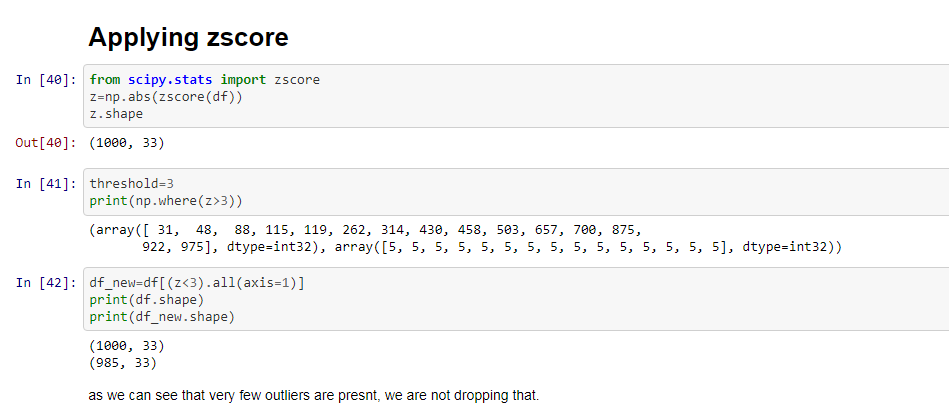 Applying zscore
In [40]: from scipy.stats import zscore
z=np.abs(zscore(df))
z.shape
Out[40]: (1000, 33)
In [41]: threshold=3
print(np.where(z>3))
(array([ 31,  48,  88, 115, 119, 262, 314, 430, 458, 503, 657, 700, 875,
922, 975], dtype=int32), array([5, 5, 5, 5, 5, 5, 5, 5, 5, 5, 5, 5, 5, 5, 5], dtype=int32))
In [42]: df_new=df[(z<3).all(axis=1)]
print(df.shape)
print(df_new.shape)
(1000, 33)
(985, 33)
as we can see that very few outliers are presnt, we are not dropping that.